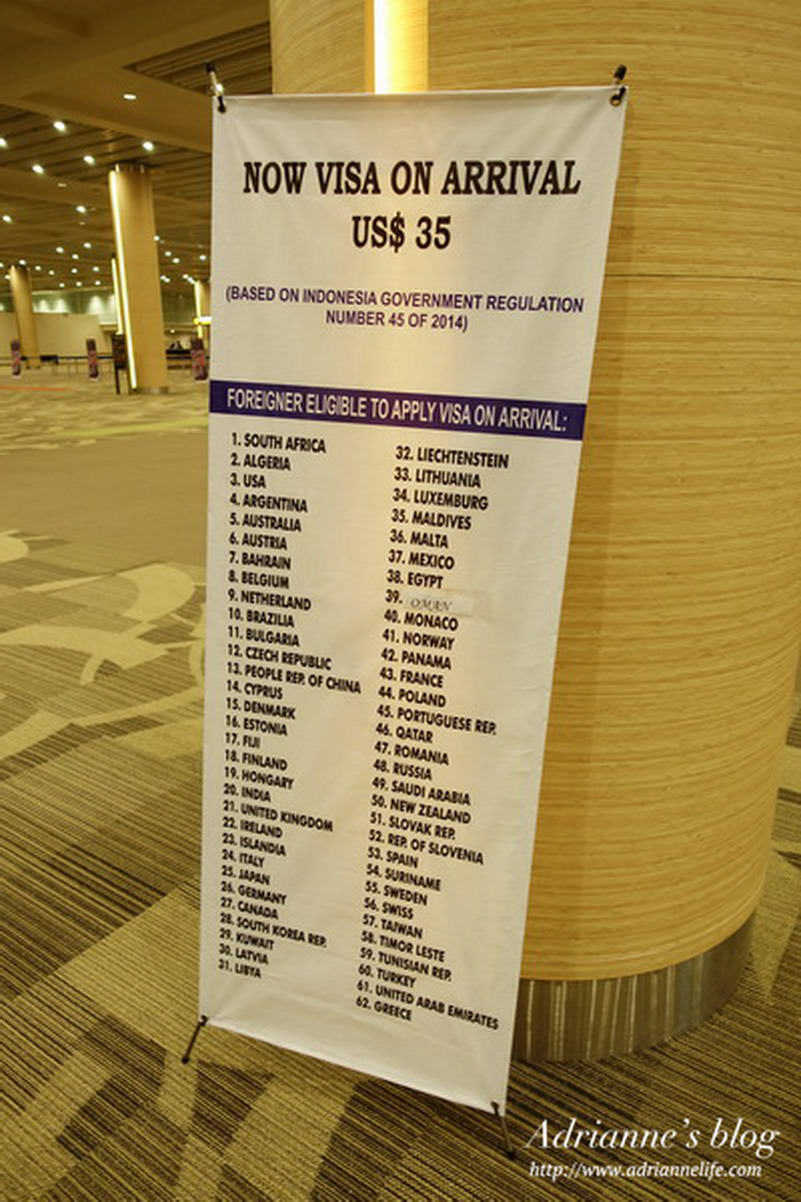 NOW VISA ON ARRIVAL
US$ 35
(BASED ON INDONESIA GOVERNMENT REGULATION
NUMBER 45 OF 2014)
FOREIGNER ELIGIBLE TO APPLY VISA ON ARRIVAL:
1. SOUTH AFRICA
2. ALGERIA
3. USA
4. ARGENTINA
5. AUSTRALIA
6. AUSTRIA
7. BAHRAIN
8. BELGIUM
9. NETHERLAND
10. BRAZILIA
11. BULGARIA
12. CZECH REPUBLIC
13. PEOPLE REP. OF CHINA
14. CYPRUS
15. DENMARK
16. ESTONIA
17. FIJI
18. FINLAND
19. HONGARY
20. INDIA
21. UNITED KINGDOM
22. IRELAND
23. ISLANDIA
24. ITALY
25. JAPAN
26. GERMANY
27. CANADA
28. SOUTH KOREA REP.
29. KUWAIT
30. LATVIA
31. LIBYA
32. LIECHTENSTEIN
33. LITHUANIA
34. LUXEMBURG
35. MALDIVES
36. MALTA
37. MEXICO
38. EGYPT
39. OMAN
40. MONACO
41. NORWAY
42. PANAMA
43. FRANCE
44. POLAND
45. PORTUGUESE REP.
46. QATAR
47. ROMANIA
48. RUSSIA
49. SAUDI ARABIA
50. NEW ZEALAND
51. SLOVAK REP.
52. REP. OF SLOVENIA
53. SPAIN
54. SURINAME
55. SWEDEN
56. SWISS
57. TAIWAN
58. TIMOR LESTE
59. TUNISIAN REP.
60. TURKEY
61. UNITED ARAB EMIRATES
62. GREECE
Adrianne's blog
http://www.adriannelife.com